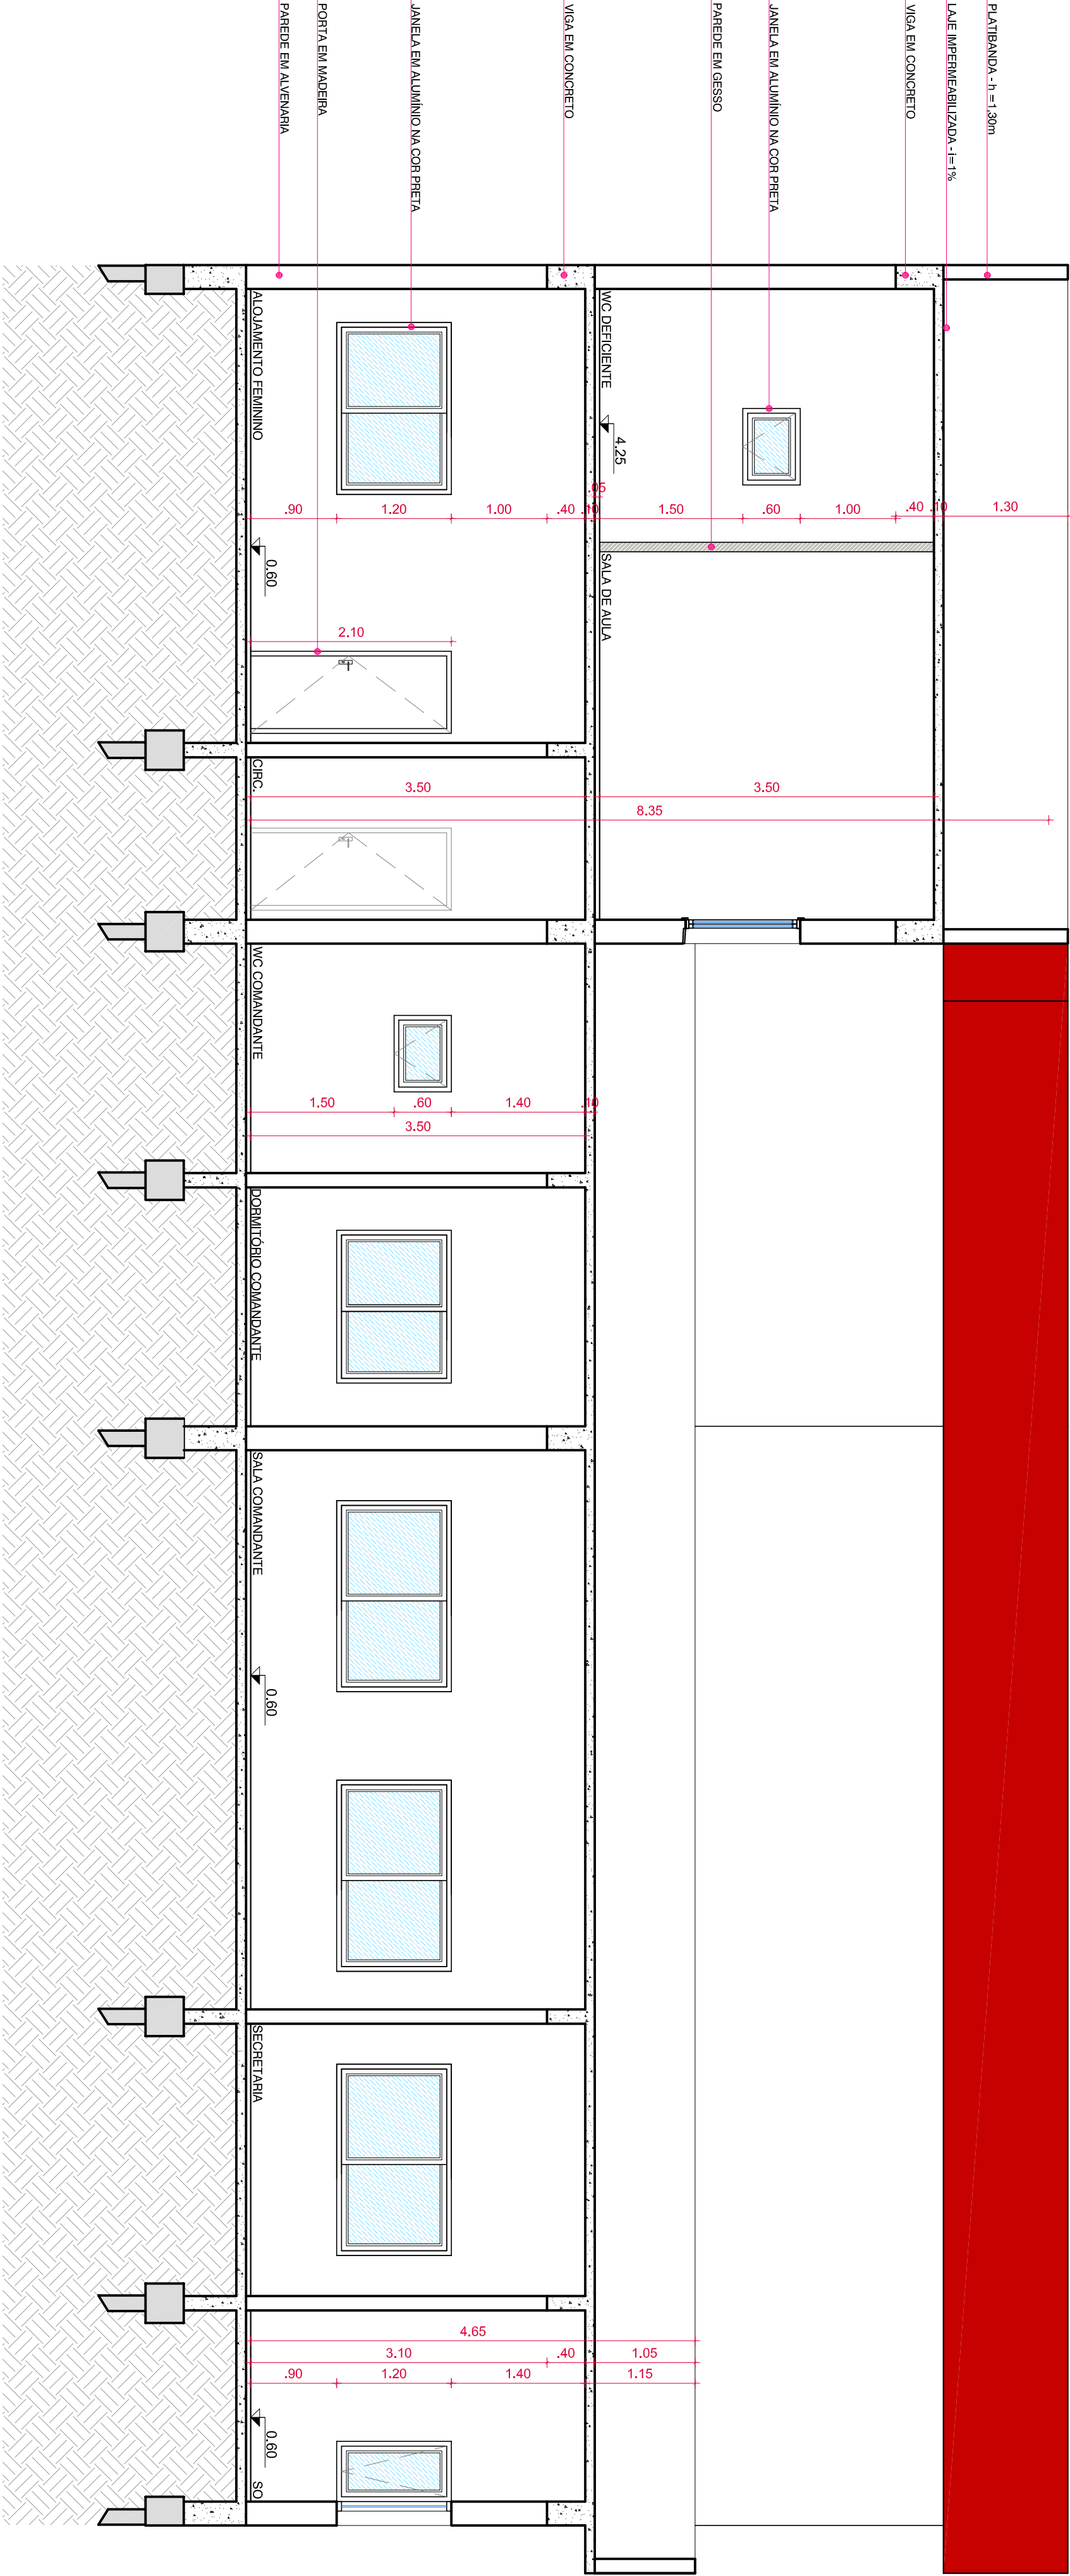 PLATIBANDA - h =1,30m
LAJE IMPERMEABILIZADA - i=1%
VIGA EM CONCRETO
JANELA EM ALUMÍNIO NA COR PRETA
PAREDE EM GESSO
VIGA EM CONCRETO
JANELA EM ALUMÍNIO NA COR PRETA
PORTA EM MADEIRA
PAREDE EM ALVENARIA
1.30
.10
.40
1.00
.60
1.50
.05
.10
.40
1.00
1.20
.90
WC DEFICIENTE
4.25
SALA DE AULA
3.50
8.35
3.50
ALOJAMENTO FEMININO
0.60
2.10
CIRC.
WC COMANDANTE
.10
1.40
.60
1.50
3.50
DORMITÓRIO COMANDANTE
SALA COMANDANTE
0.60
SECRETARIA
4.65
1.05
.40
3.10
1.15
1.40
1.20
.90
0.60
SO